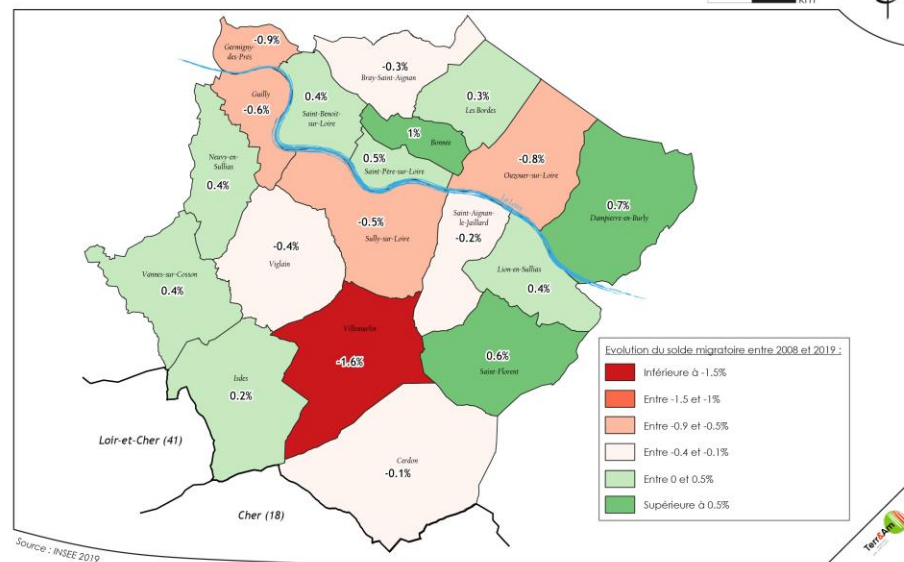 Km
-0.9%
Germigny-
des-Prés
-0.3%
Bray-Saint-Aignan
Guilly
-0.6%
0.4%
Saint-Benoit
-sur-Loire
0.3%
Les Bordes
1%
Bonnée
0.5%
Saint-Père-sur-Loire
-0.8%
Ouzouer-sur-Loire
Neuvy-en-
Sullias
0.4%
La Loire
0.7%
Dampierre-en-Burly
-0.5%
Sully-sur-Loire
Saint-Aignan-
le-Jaillard
-0.2%
-0.4%
Viglain
Lion-en-Sullias
0.4%
Vannes-sur-Cosson
0.4%
Villemurlin
-1.6%
0.6%
Saint-Florent
Isdes
0.2%
Cerdon
-0.1%
Loir-et-Cher (41)
Cher (18)
Evolution du solde migratoire entre 2008 et 2019 :
Inférieure à -1.5%
Entre -1.5 et -1%
Entre -0.9 et -0.5%
Entre -0.4 et -0.1%
Entre 0 et 0.5%
Supérieure à 0.5%
Source : INSEE 2019
Terr&Am